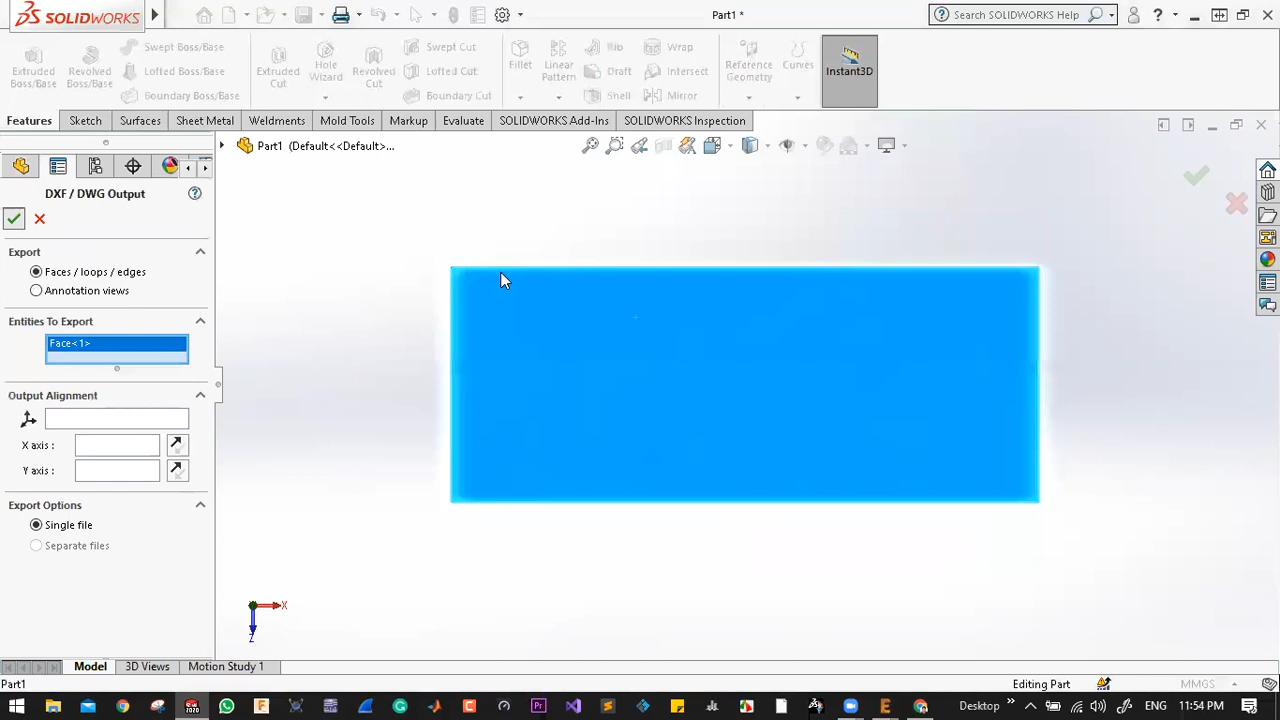 SOLIDWORKS
Part1 *
Search SOLIDWORKS Help
Extruded Boss/Base
Revolved Boss/Base
Swept Boss/Base
Lofted Boss/Base
Boundary Boss/Base
Extruded Cut
Hole Wizard
Revolved Cut
Swept Cut
Lofted Cut
Boundary Cut
Fillet
Linear Pattern
Rib
Draft
Shell
Wrap
Intersect
Mirror
Reference Geometry
Curves
Instant3D
Features
Sketch
Surfaces
Sheet Metal
Weldments
Mold Tools
Markup
Evaluate
SOLIDWORKS Add-Ins
SOLIDWORKS Inspection
Part1 (Default<<Default>...
DXF / DWG Output
Export
Faces / loops / edges
Annotation views
Entities To Export
Face<1>
Output Alignment
X axis :
Y axis :
Export Options
Single file
Separate files
X
Z
Model
3D Views
Motion Study 1
Part1
Editing Part
MMGS
Desktop
ENG
11:54 PM